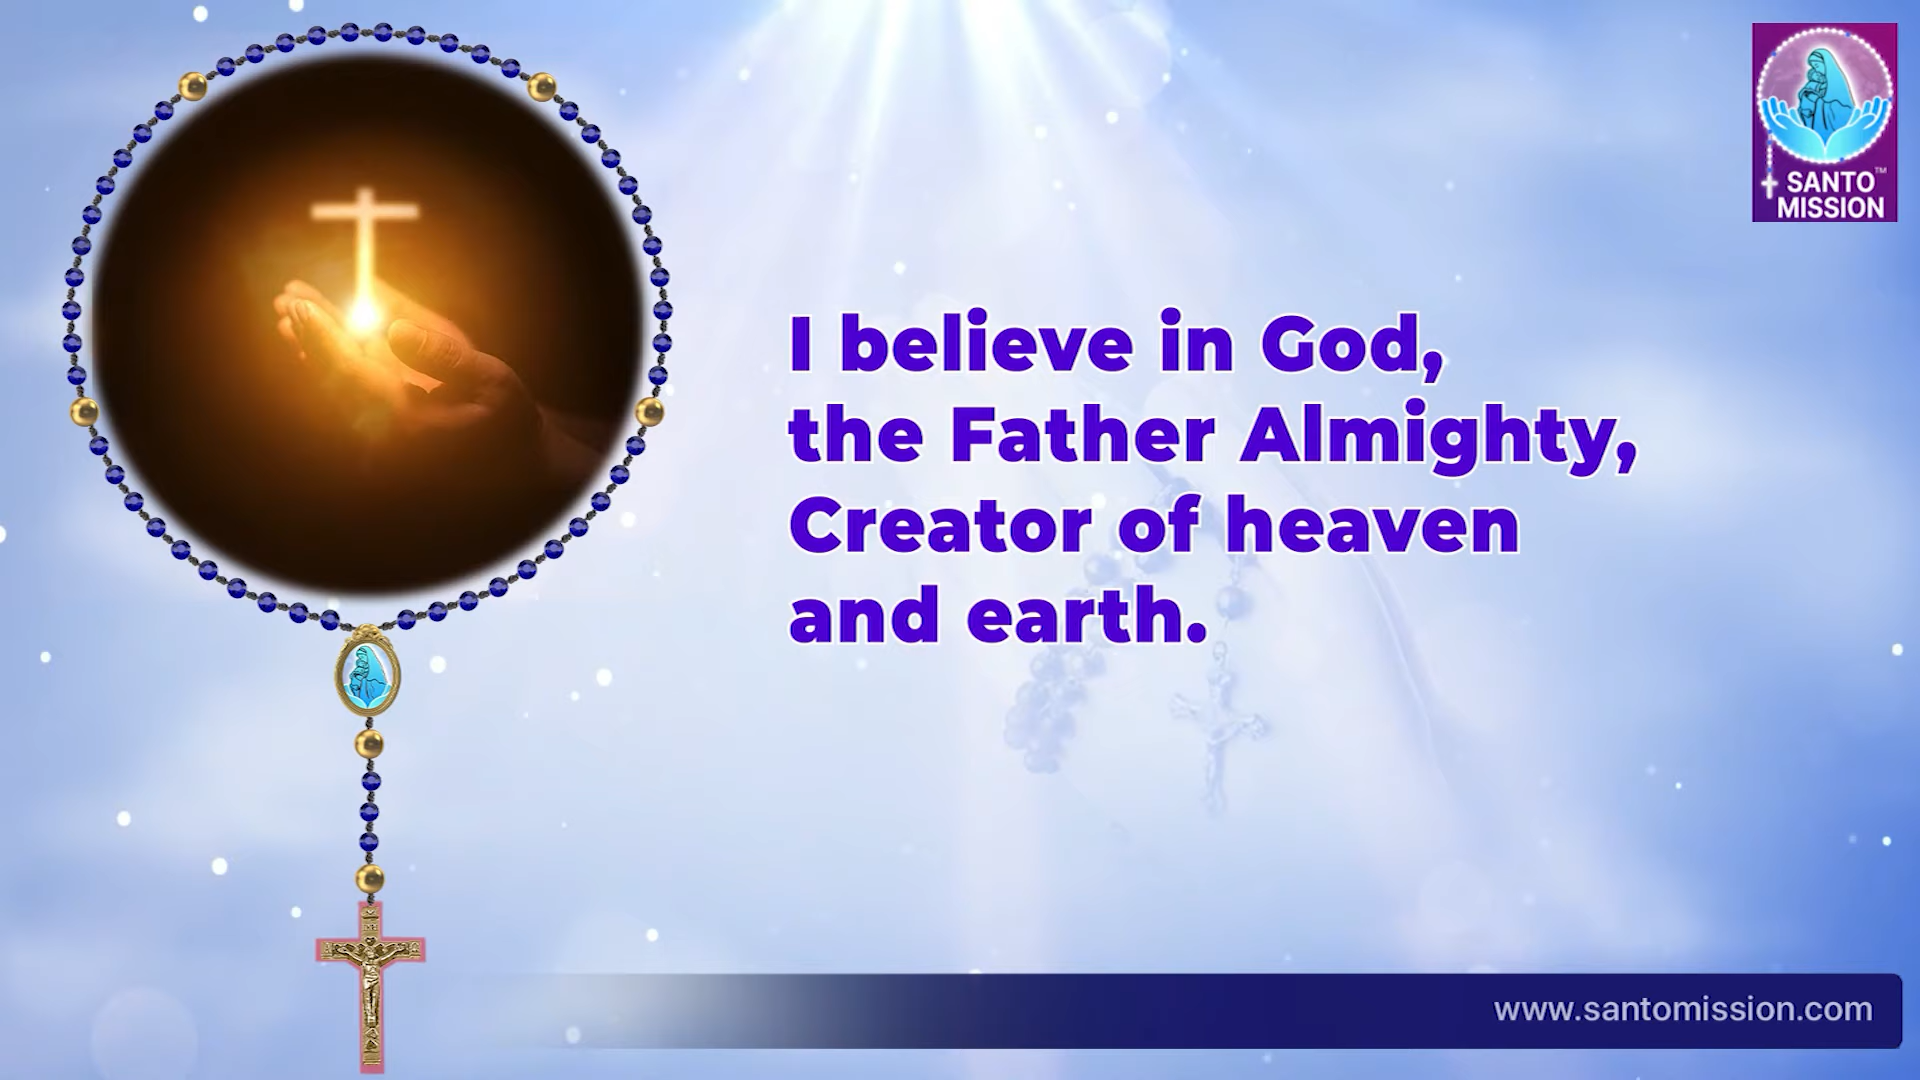 SANTO™
MISSION
I believe in God,
the Father Almighty,
Creator of heaven
and earth.
www.santomission.com